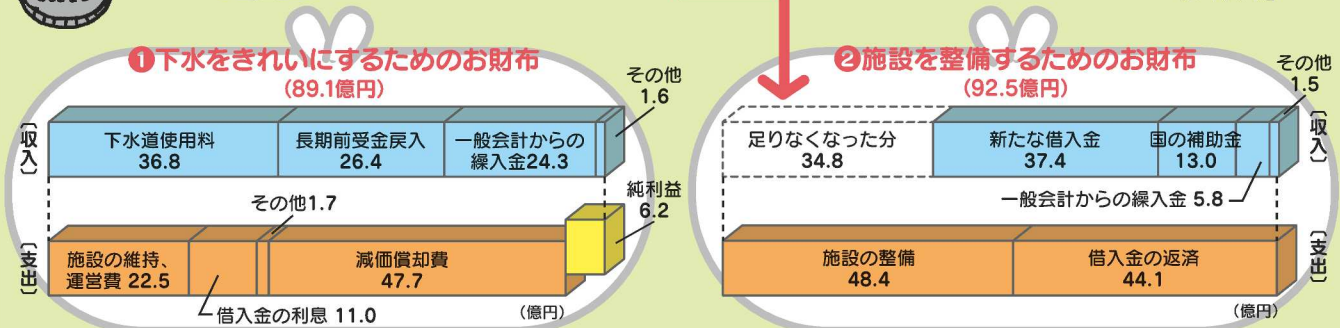 ❶下水をきれいにするためのお財布
(89.1億円)
その他
1.6
〔収入〕
下水道使用料
36.8
長期前受金戻入
26.4
一般会計からの
繰入金24.3
純利益
6.2
その他1.7
〔支出〕
施設の維持、
運営費 22.5
減価償却費
47.7
借入金の利息 11.0
(億円)
❷施設を整備するためのお財布
(92.5億円)
その他
1.5
足りなくなった分
34.8
新たな借入金
37.4
国の補助金
13.0
〔収入〕
一般会計からの繰入金 5.8
施設の整備
48.4
借入金の返済
44.1
〔支出〕
(億円)